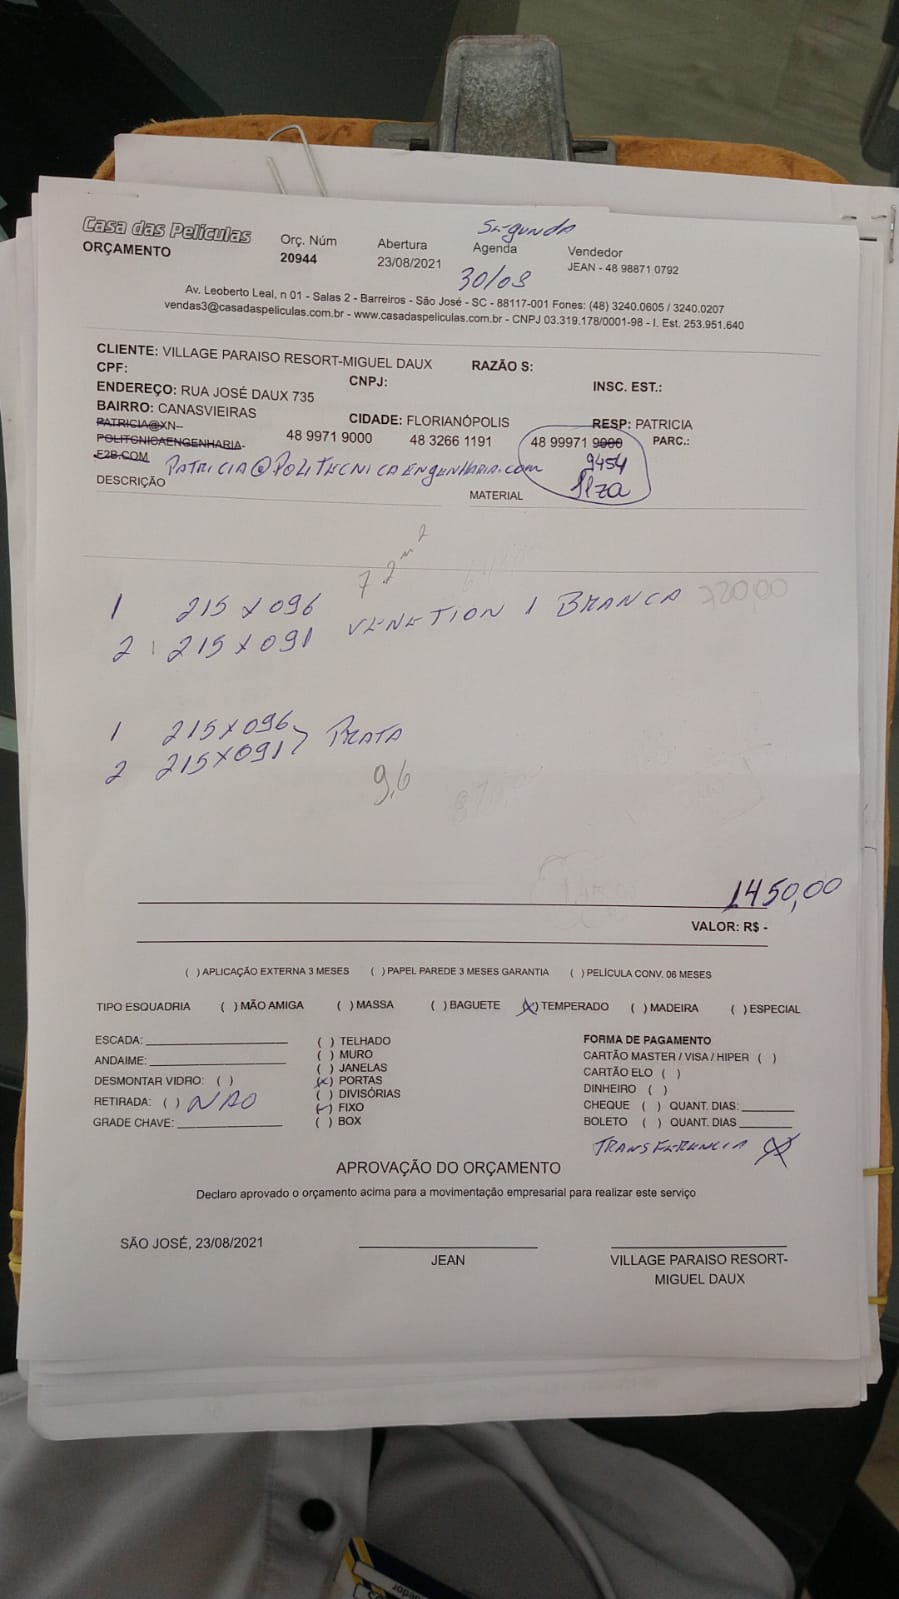 Casa das Películas
ORÇAMENTO
Orç. Núm
20944
Abertura
23/08/2021
Segunda
Agenda
30/08
Vendedor
JEAN - 48 98871 0792
Av. Leoberto Leal, n 01 - Salas 2 - Barreiros - São José - SC - 88117-001 Fones: (48) 3240.0605 / 3240.0207
vendas3@casadaspeliculas.com.br - www.casadaspeliculas.com.br - CNPJ 03.319.178/0001-98 - I. Est. 253.951.640
CLIENTE: VILLAGE PARAISO RESORT-MIGUEL DAUX RAZÃO S:
CPF: CNPJ: INSC. EST.:
ENDEREÇO: RUA JOSÉ DAUX 735
BAIRRO: CANASVIEIRAS CIDADE: FLORIANÓPOLIS RESP: PATRICIA
PATRICIA@XN--
POLITCNICAENGENHARIA-
E2B.COM
48 9971 9000 48 3266 1191 48 99971 9000 PARC.:
9454
Ilza
PATRICIA@POLITECNICAENGENHARIA.com
DESCRIÇÃO MATERIAL
72 m²
1 215 x 096
2 215 x 091 VENETION 1 BRANCA 720,00
1 215x096
2 215x091 PRATA
9,6
1450,00
VALOR: R$ -
( ) APLICAÇÃO EXTERNA 3 MESES ( ) PAPEL PAREDE 3 MESES GARANTIA ( ) PELÍCULA CONV. 06 MESES
TIPO ESQUADRIA ( ) MÃO AMIGA ( ) MASSA ( ) BAGUETE (X) TEMPERADO ( ) MADEIRA ( ) ESPECIAL
ESCADA:
ANDAIME:
DESMONTAR VIDRO: ( )
RETIRADA: ( ) NAO
GRADE CHAVE:
( ) TELHADO
( ) MURO
( ) JANELAS
(x) PORTAS
( ) DIVISÓRIAS
(-) FIXO
( ) BOX
FORMA DE PAGAMENTO
CARTÃO MASTER / VISA / HIPER ( )
CARTÃO ELO ( )
DINHEIRO ( )
CHEQUE ( ) QUANT. DIAS:
BOLETO ( ) QUANT. DIAS
TRANSFERENCIA X
APROVAÇÃO DO ORÇAMENTO
Declaro aprovado o orçamento acima para a movimentação empresarial para realizar este serviço
SÃO JOSÉ, 23/08/2021
JEAN
VILLAGE PARAISO RESORT-
MIGUEL DAUX